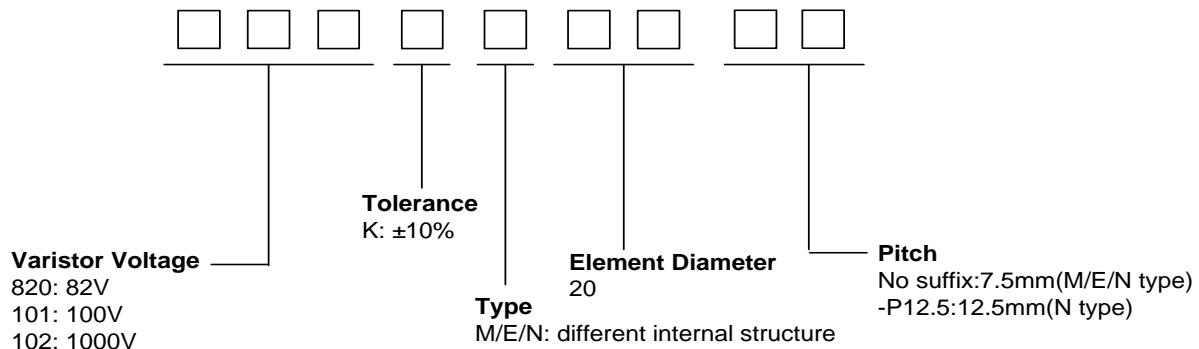 Tolerance
K: ±10%
Varistor Voltage
820: 82V
101: 100V
102: 1000V
Type
M/E/N: different internal structure
Element Diameter
20
Pitch
No suffix:7.5mm(M/E/N type)
-P12.5:12.5mm(N type)